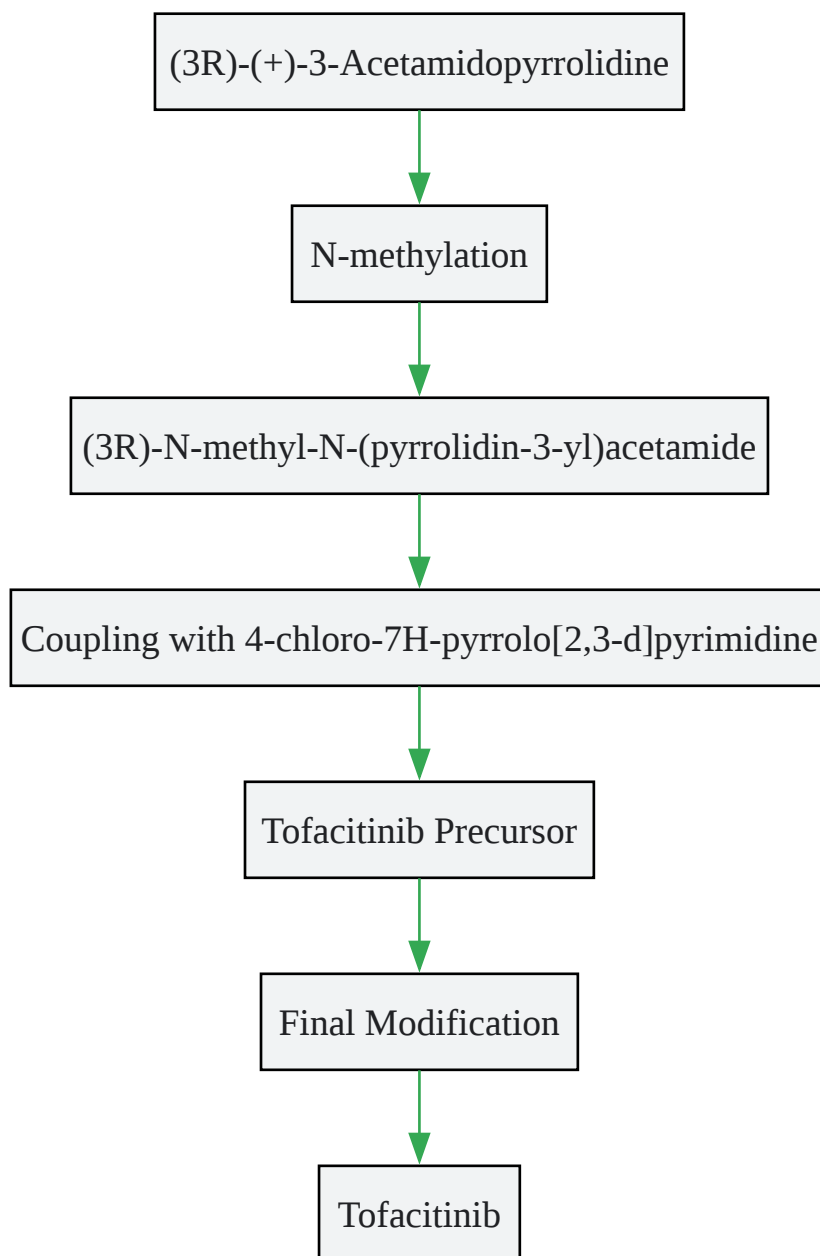 (3R)-(+)-3-Acetamidopyrrolidine
N-methylation
(3R)-N-methyl-N-(pyrrolidin-3-yl)acetamide
Coupling with 4-chloro-7H-pyrrolo[2,3-d]pyrimidine
Tofacitinib Precursor
Final Modification
Tofacitinib